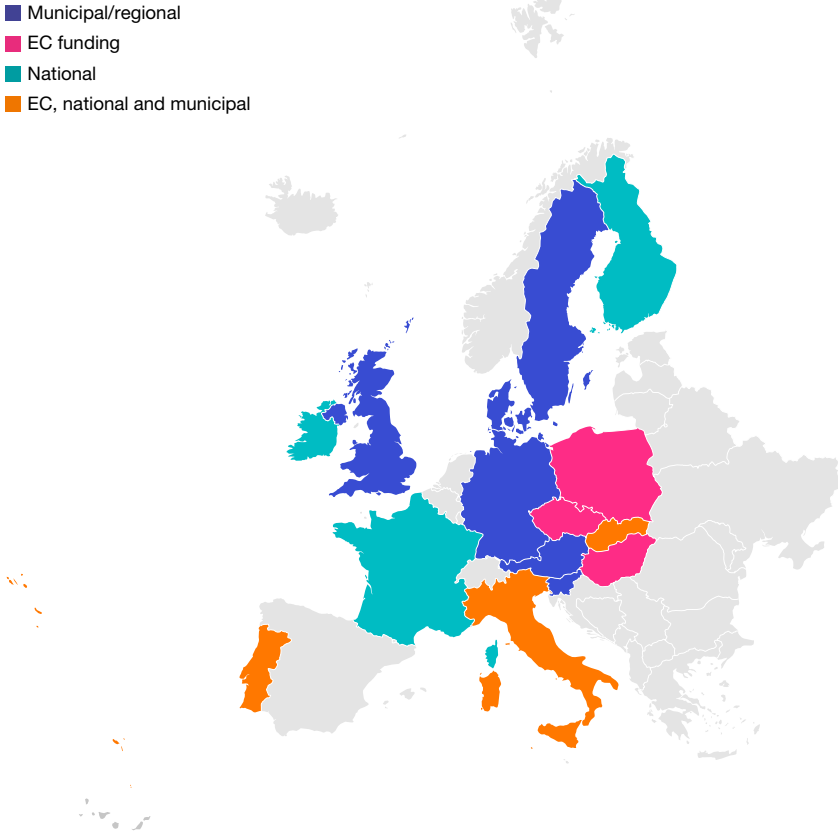 Municipal/regional
EC funding
National
EC, national and municipal